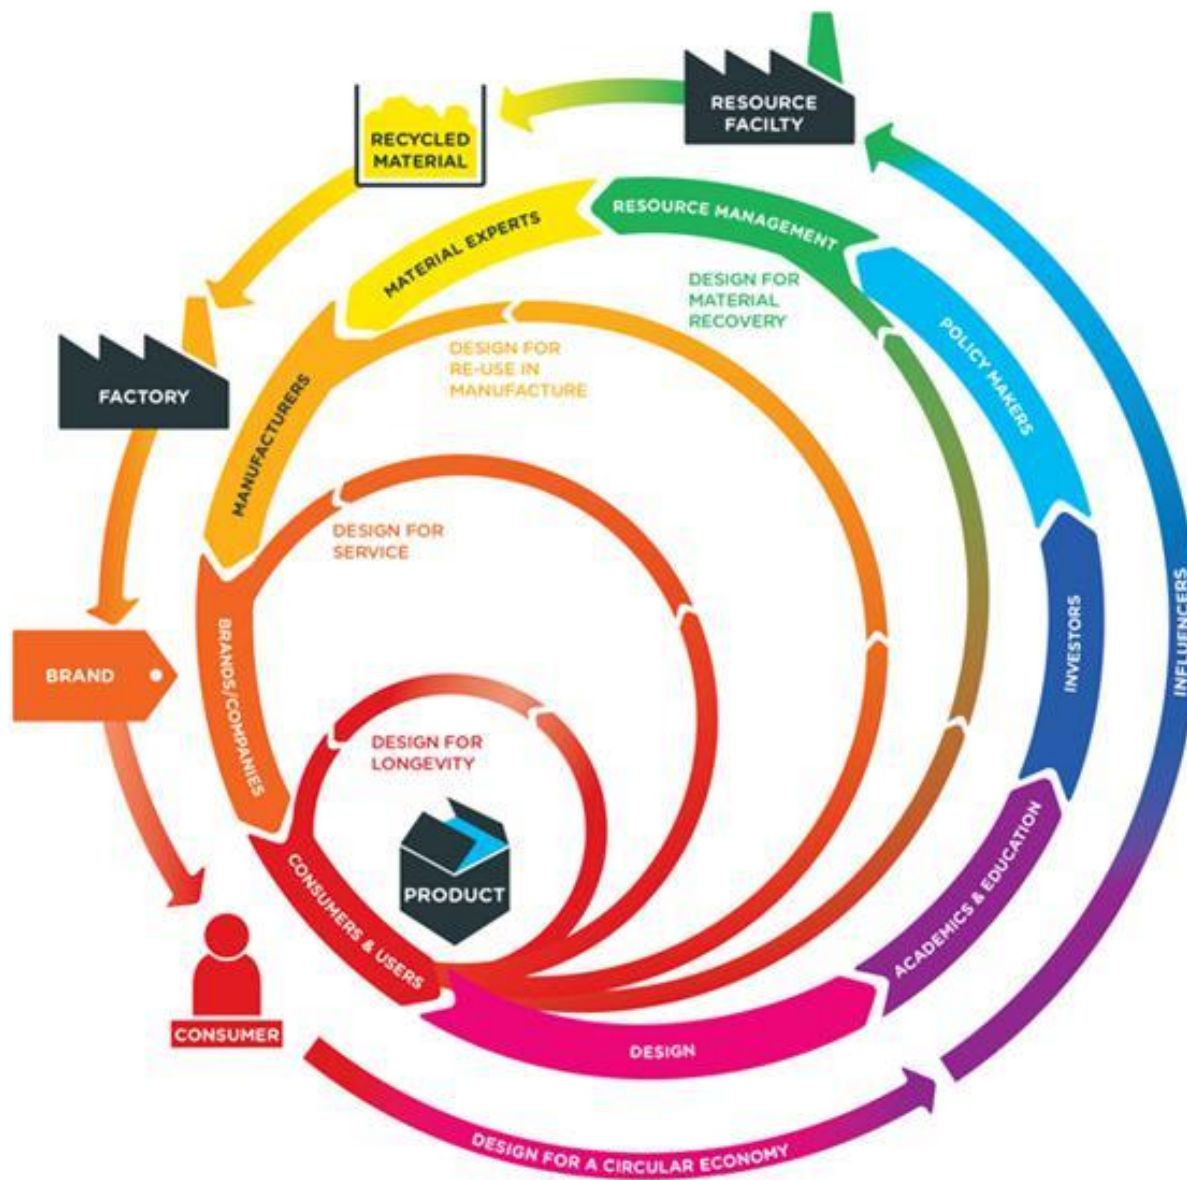 RESOURCE
FACILTY
RECYCLED
MATERIAL
RESOURCE MANAGEMENT
MATERIAL EXPERTS
DESIGN FOR
MATERIAL
RECOVERY
POLICY MAKERS
DESIGN FOR
RE-USE IN
MANUFACTURE
FACTORY
MANUFACTURERS
DESIGN FOR
SERVICE
INVESTORS
INFLUENCERS
BRAND
BRANDS/COMPANIES
DESIGN FOR
LONGEVITY
PRODUCT
CONSUMERS & USERS
ACADEMICS & EDUCATION
CONSUMER
DESIGN
DESIGN FOR A CIRCULAR ECONOMY